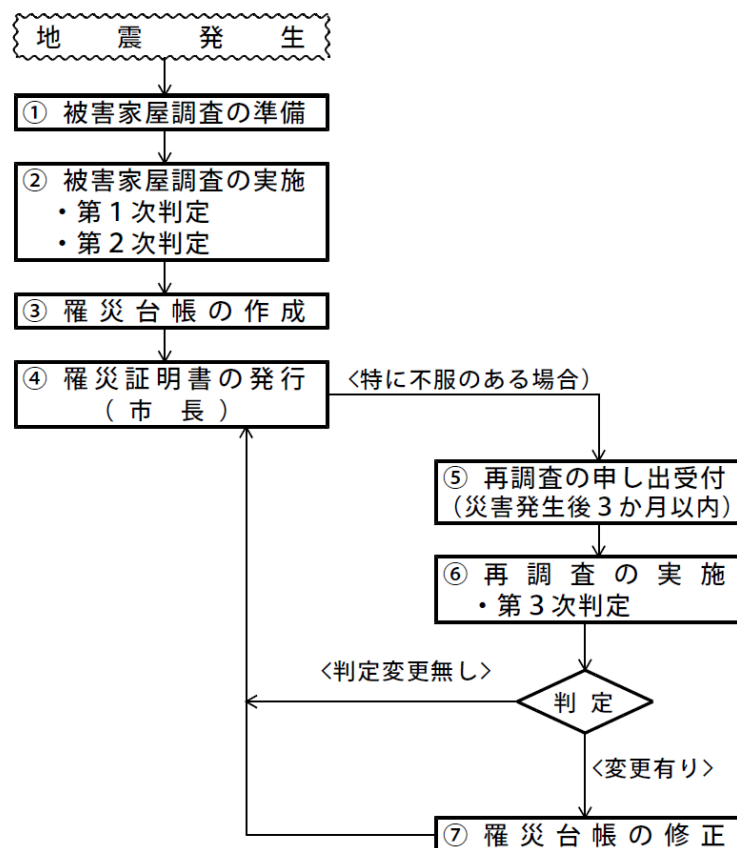 地震発生
① 被害家屋調査の準備
② 被害家屋調査の実施
・第１次判定
・第２次判定
③ 罹災台帳の作成
④ 罹災証明書の発行
（市長）
<特に不服のある場合）
⑤ 再調査の申し出受付
（災害発生後３か月以内）
⑥ 再調査の実施
・第３次判定
<判定変更無し>
判定
<変更有り>
⑦ 罹災台帳の修正